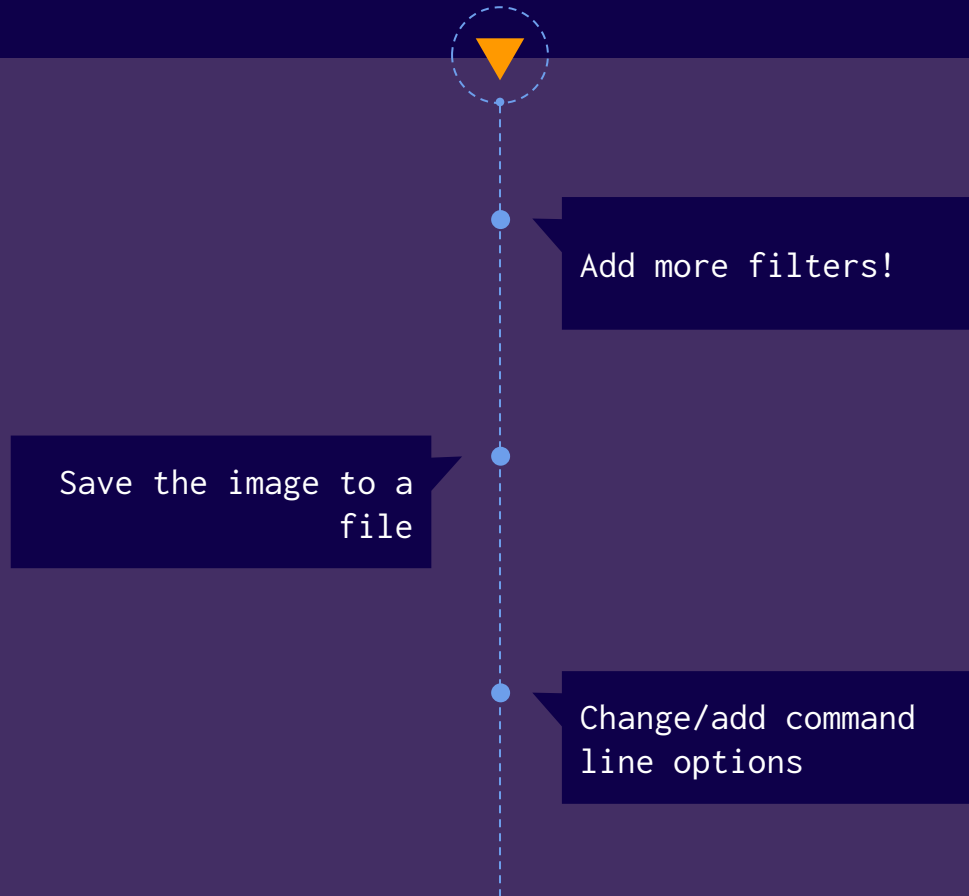 Add more filters!
Save the image to a
file
Change/add command
line options